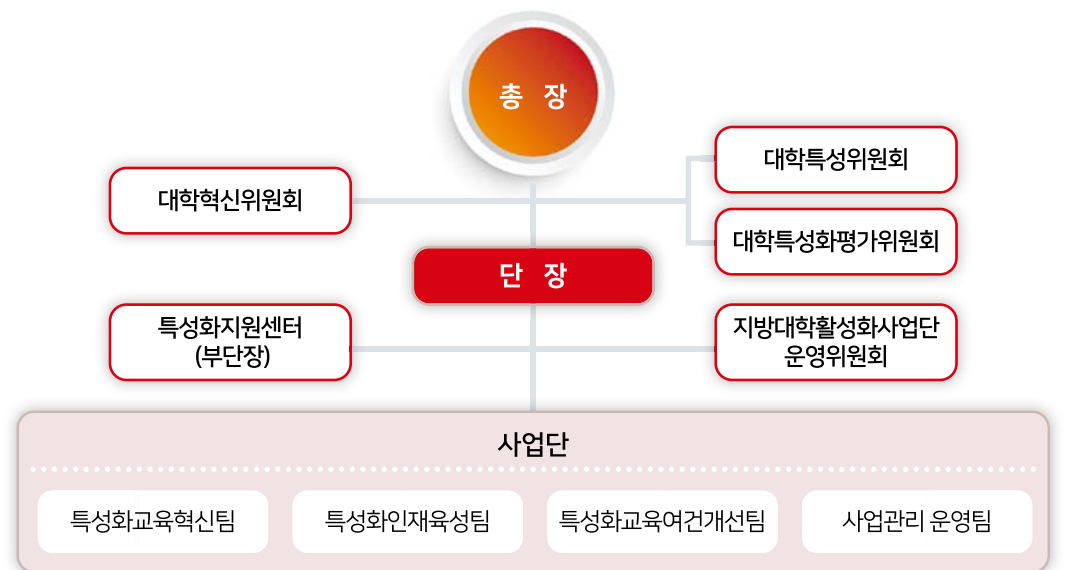 총 장
대학혁신위원회
대학특성위원회
대학특성화평가위원회
단 장
특성화지원센터
(부단장)
지방대학활성화사업단
운영위원회
사업단
특성화교육혁신팀
특성화인재육성팀
특성화교육여건개선팀
사업관리 운영팀